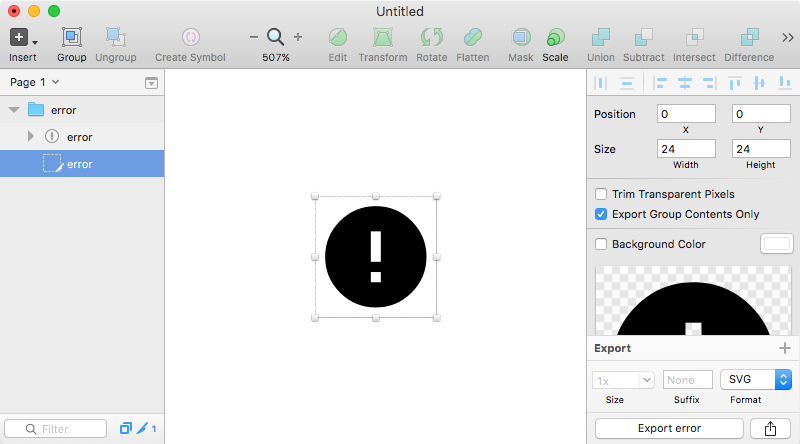 Untitled
Insert Group Ungroup Create Symbol 507% Edit Transform Rotate Flatten Mask Scale Union Subtract Intersect Difference
Page 1
error
error
error
Filter 1
Position 0 0
X Y
Size 24 24
Width Height
Trim Transparent Pixels
Export Group Contents Only
Background Color
Export
1x None SVG
Size Suffix Format
Export error